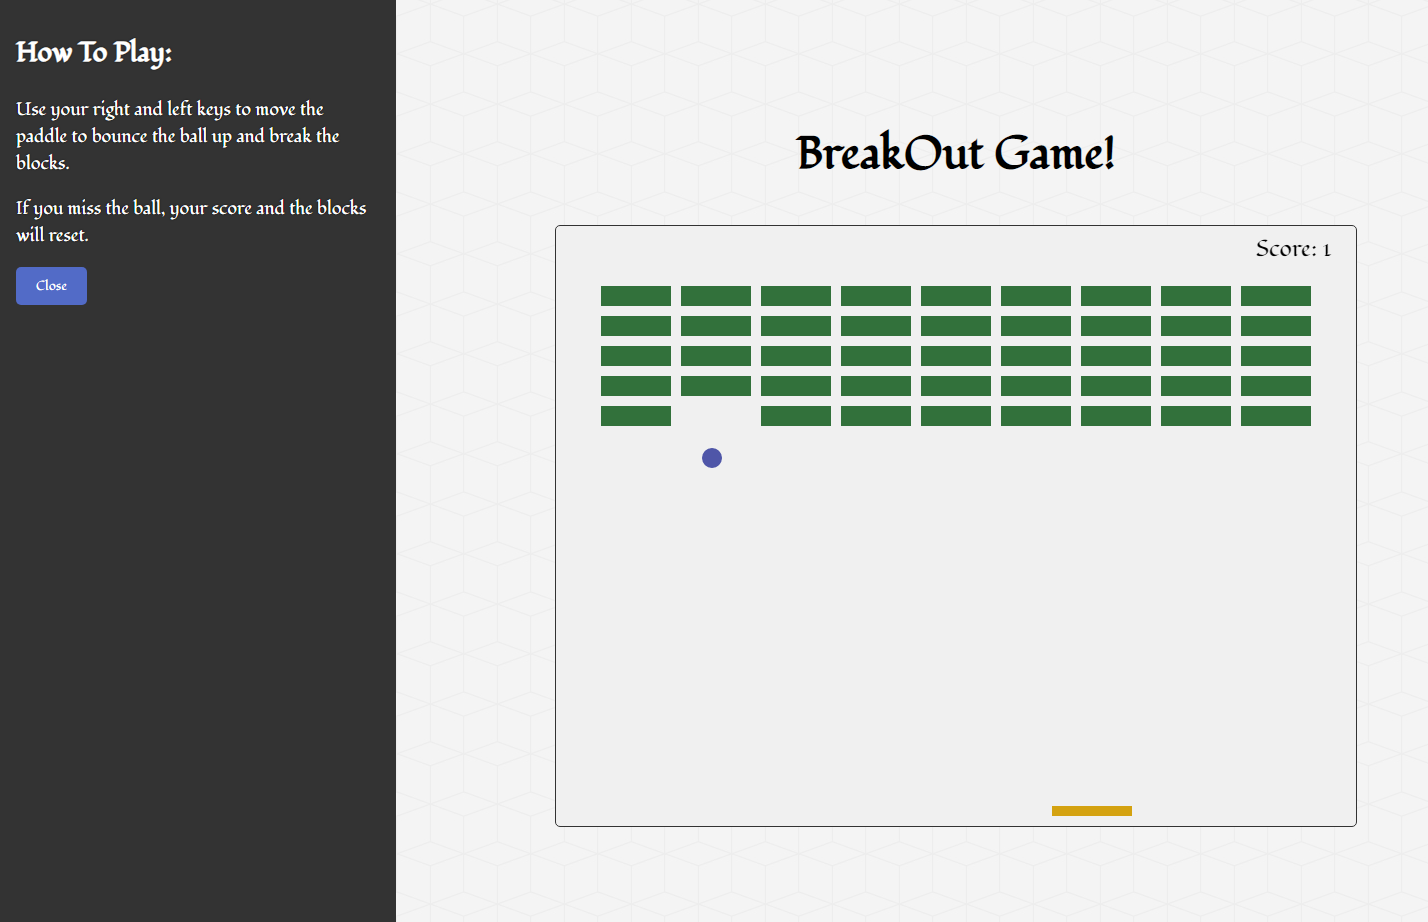 How To Play:
Use your right and left keys to move the
paddle to bounce the ball up and break the
blocks.
If you miss the ball, your score and the blocks
will reset.
Close
BreakOut Game!
Score: 1